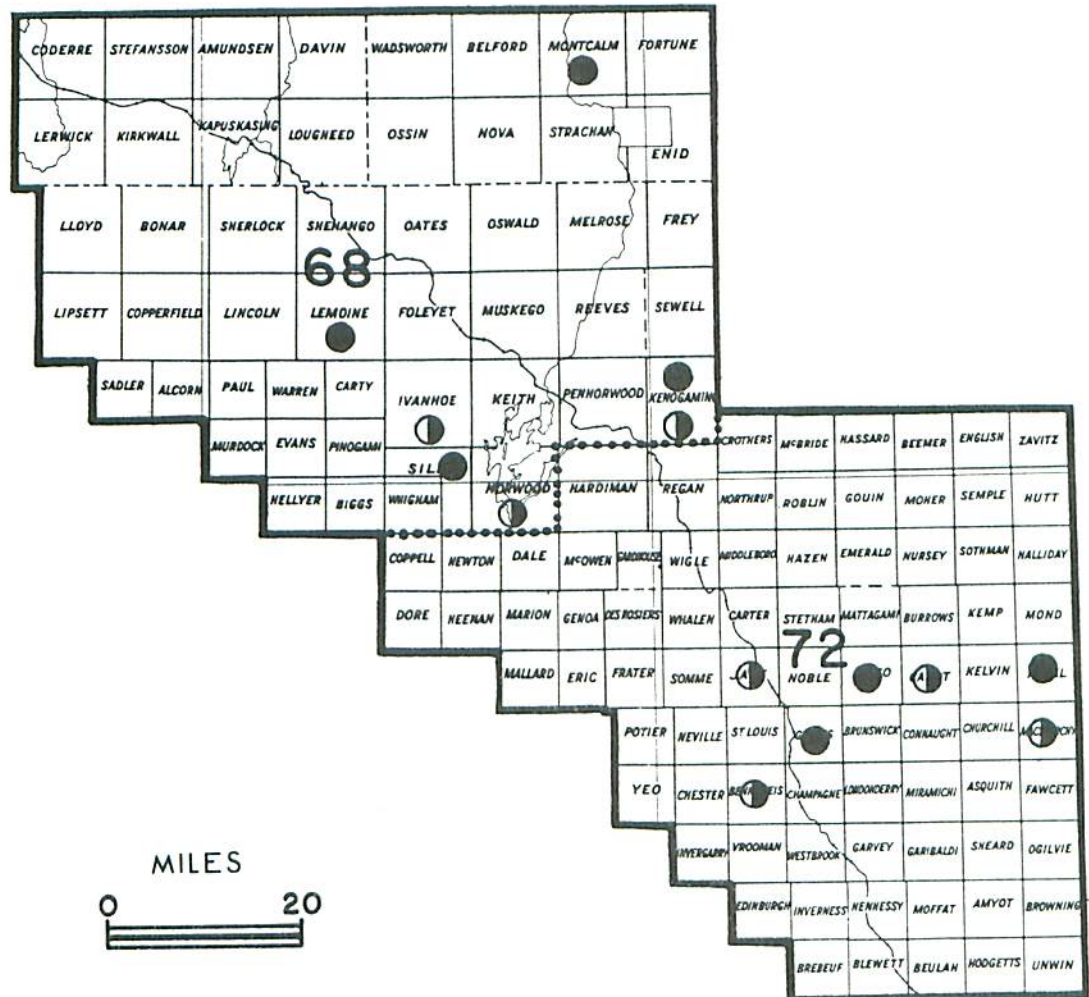 CODERRE STEFANSSON AMUNDSEN DAVIN WADSWORTH BELFORD MONTCALM FORTUNE
LERWICK KIRKWALL KAPUSKASING LOUGHEED OSSIN NOVA STRACHAN
ENID
LLOYD BONAR SHERLOCK SHENANGO OATES OSWALD MELROSE FREY
68
LIPSETT COPPERFIELD LINCOLN LEMOINE FOLEYET MUSKEGO REEVES SEWELL
SADLER ALCORN PAUL WARREN CARTY IVANHOE KEITH PENHORWOOD KENOGAMING
MURDOCK EVANS PINOGAMI CROTHERS McBRIDE HASSARD BEEMER ENGLISH ZAVITZ
HELLYER BIGGS WHIGHAM HORWOOD HARDIMAN REGAN NORTHRUP ROBLIN GOUIN MOHER SEMPLE HUTT
COPPELL NEWTON DALE McOWEN GARDHOUSE WIGLE MIDDLEBORO HAZEN EMERALD NURSEY SOTHMAN HALLIDAY
DORE HEENAN MARION GENOA DES ROSIERS WHALEN CARTER STETHAM MATTAGAMI BURROWS KEMP MOND
72
MALLARD ERIC FRATER SOMME A NOBLE A KELVIN
POTIER NEVILLE ST LOUIS BRUNSWICK CONNAUGHT CHURCHILL
YEO CHESTER CHAMPAGNE LONDONDERRY MIRAMICHI ASQUITH FAWCETT
INVERGARRY VROOMAN WESTBROOK GARVEY GARIBALDI SHEARD OGILVIE
EDINBURGH INVERNESS HENNESSY MOFFAT AMYOT BROWNING
BREBEUF BLEWETT BEULAH HODGETTS UNWIN
MILES
0 20